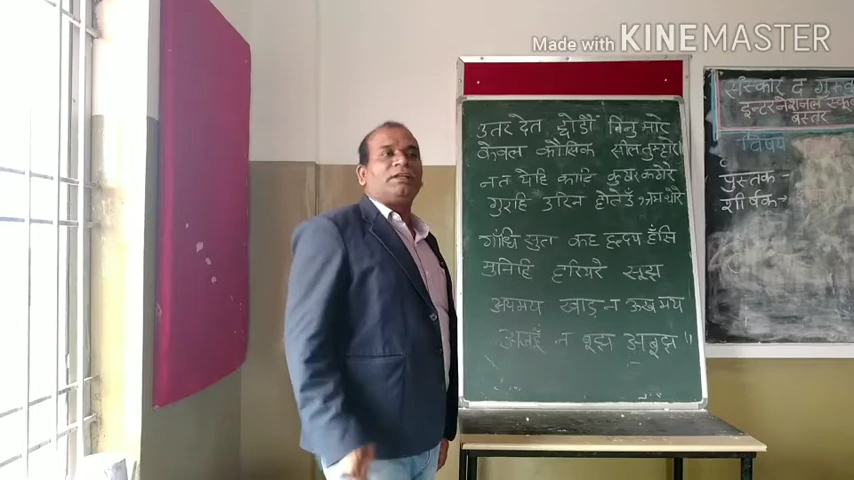 Made with KINEMASTER
उतर देत छोडौं बिनु मारे
केवल कौसिक सील तुम्हारे।
नत येहि काटि कुठार कठोरे
गुरहि उरिन होतेउँ श्रम थोरे
गाँधि सुत कह हृदय हँसि
मुनिहि हरियरे सूझ
अयमय खाड़ न ऊखमय
अजहुँ न बूझ अबूझ॥
संस्कार द गुरुकुल
इन्टरनेशनल स्कूल
बस्तर
विषय
पुस्तक -
शीर्षक -